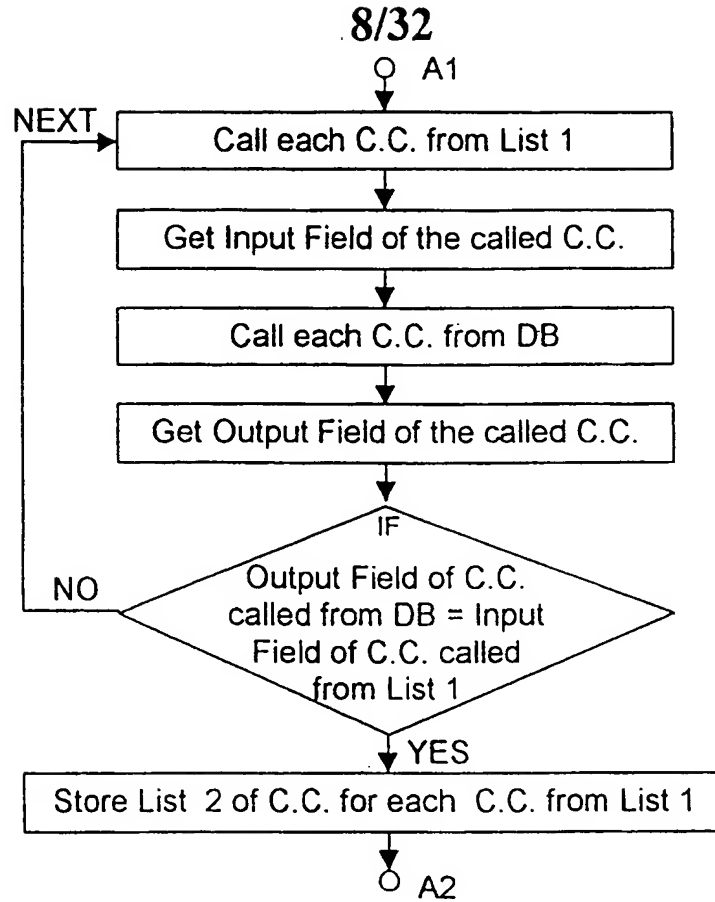 8/32
A1
NEXT
Call each C.C. from List 1
Get Input Field of the called C.C.
Call each C.C. from DB
Get Output Field of the called C.C.
IF
Output Field of C.C.
called from DB = Input
Field of C.C. called
from List 1
NO
YES
Store List 2 of C.C. for each C.C. from List 1
A2